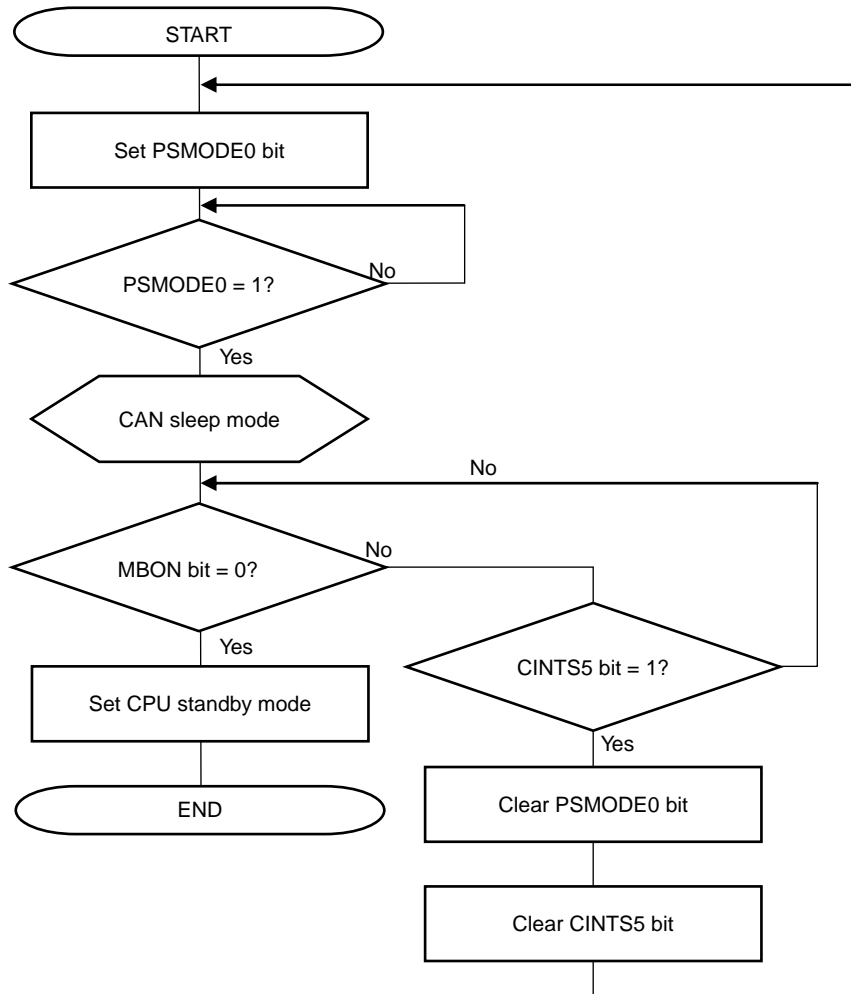 START
Set PSMODE0 bit
PSMODE0 = 1?
No
Yes
CAN sleep mode
No
MBON bit = 0?
No
Yes
CINTS5 bit = 1?
Set CPU standby mode
Yes
Clear PSMODE0 bit
END
Clear CINTS5 bit